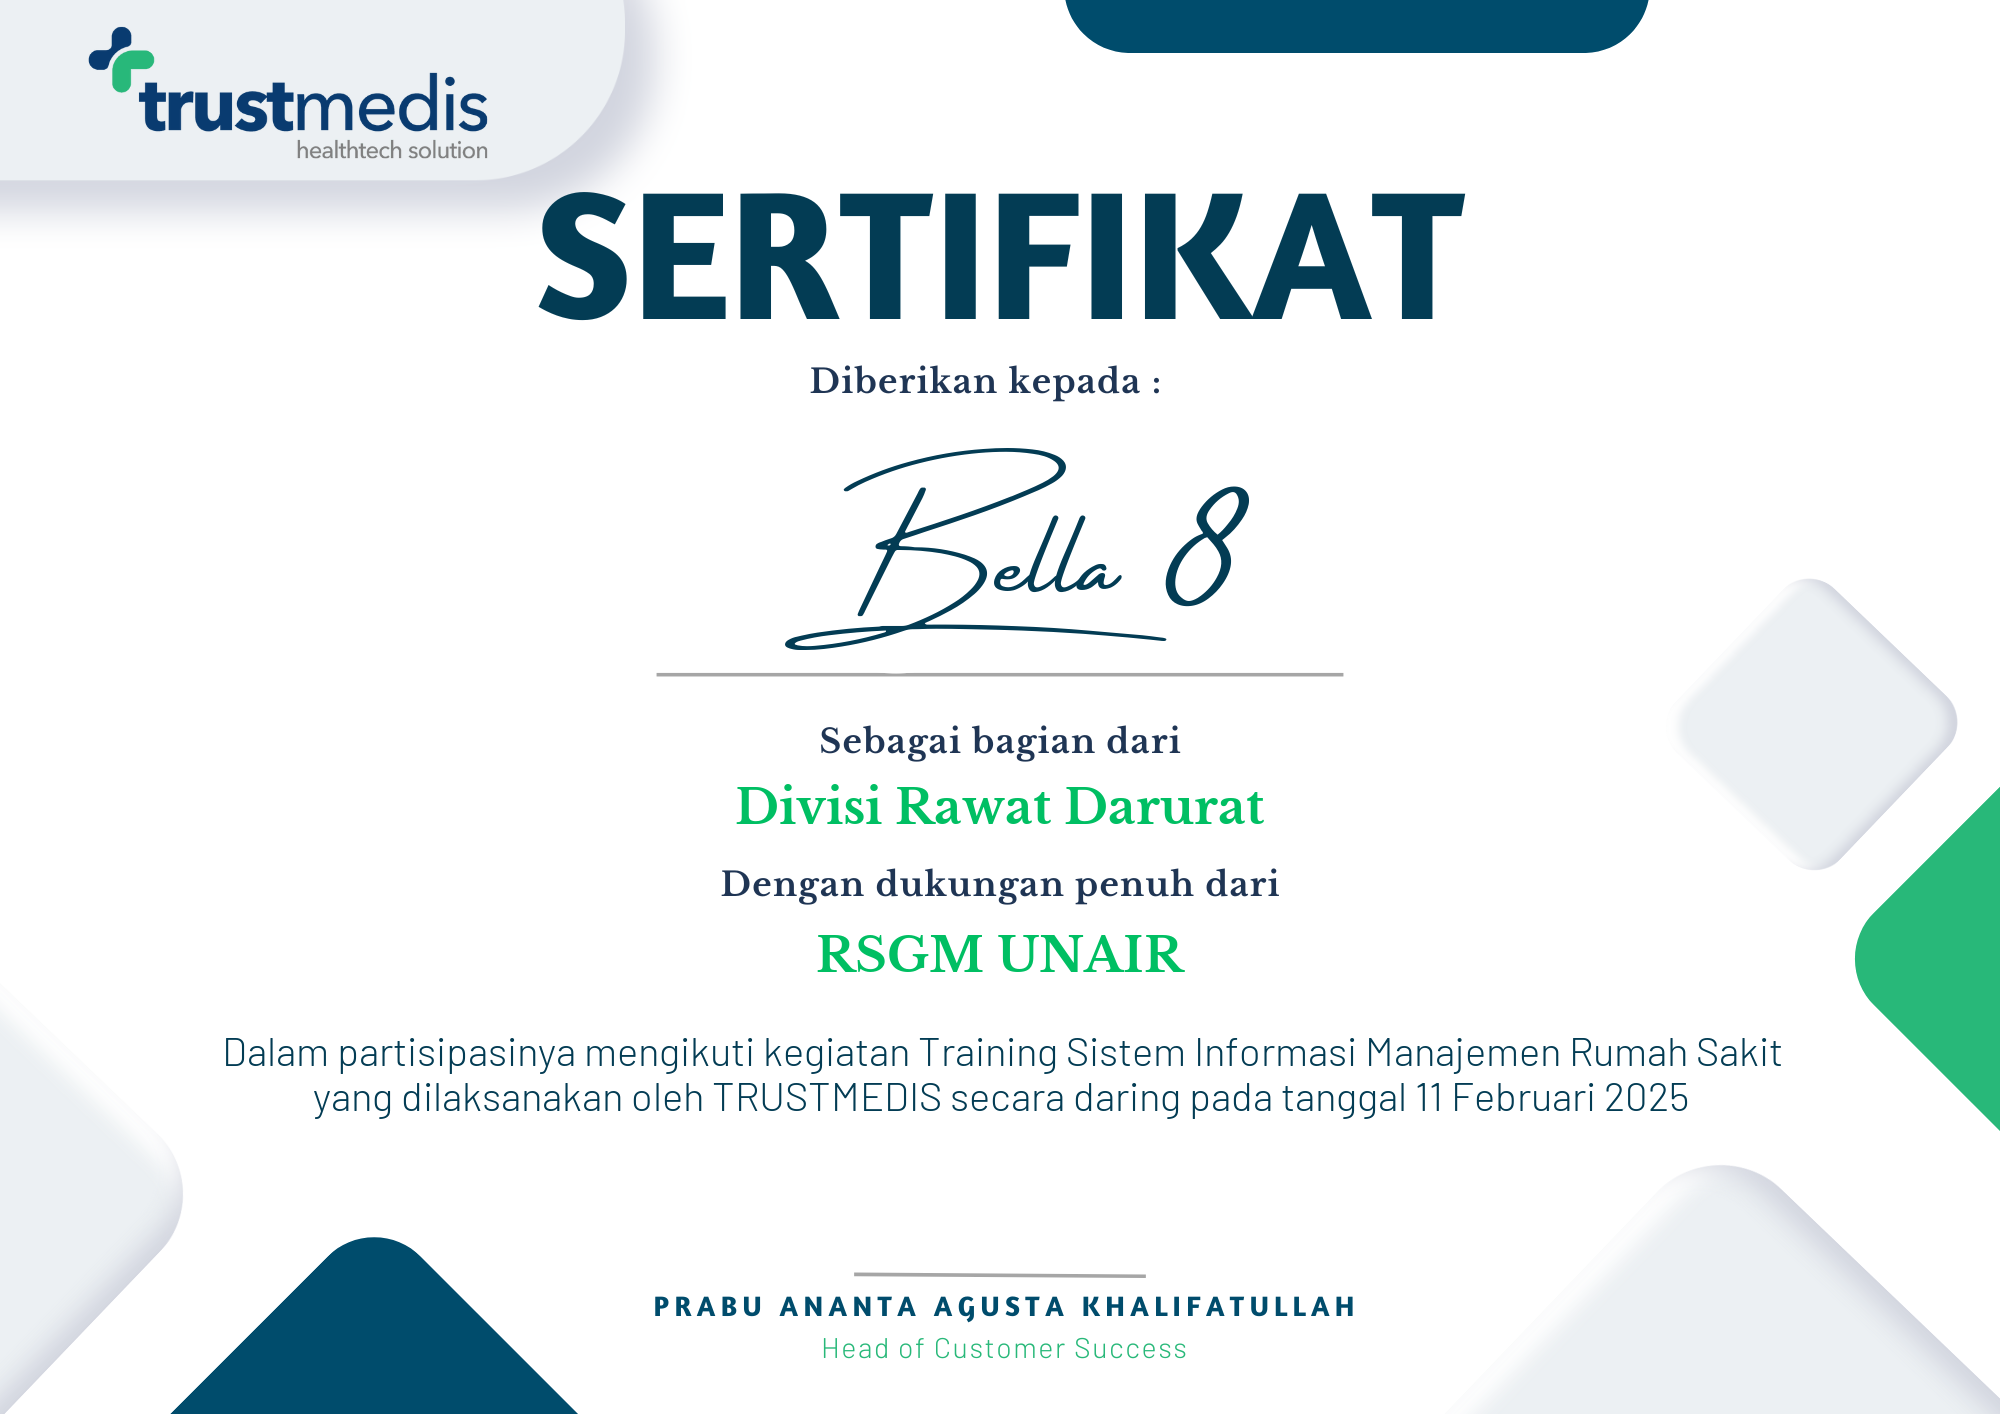 trustmedis
healthtech solution
SERTIFIKAT
Diberikan kepada :
Bella 8
Sebagai bagian dari
Divisi Rawat Darurat
Dengan dukungan penuh dari
RSGM UNAIR
Dalam partisipasinya mengikuti kegiatan Training Sistem Informasi Manajemen Rumah Sakit
yang dilaksanakan oleh TRUSTMEDIS secara daring pada tanggal 11 Februari 2025
PRABU ANANTA AGUSTA KHALIFATULLAH
Head of Customer Success